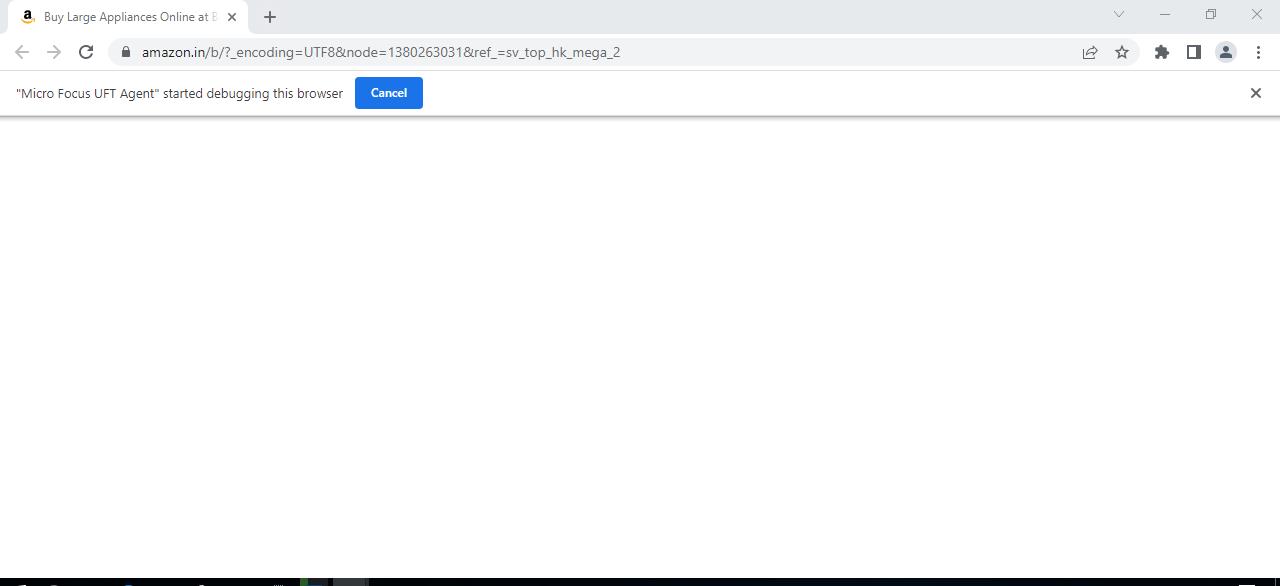 Buy Large Appliances Online at B
amazon.in/b/?_encoding=UTF8&node=1380263031&ref_=sv_top_hk_mega_2
"Micro Focus UFT Agent" started debugging this browser Cancel